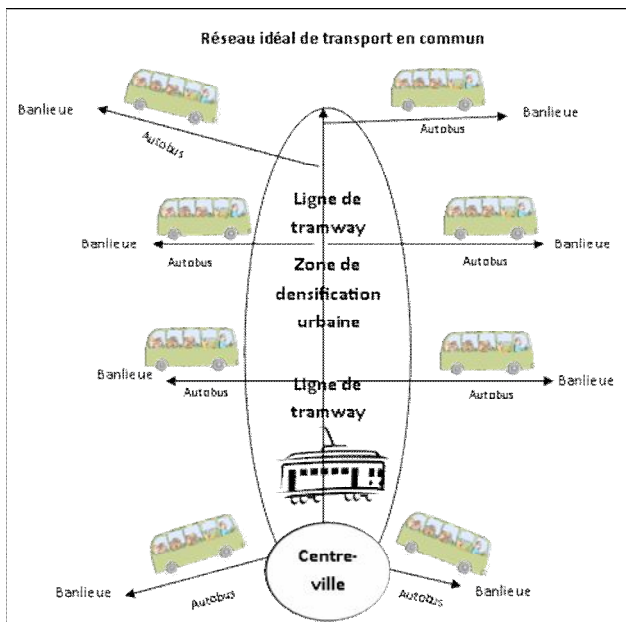 Réseau idéal de transport en commun
Banlieue
Autobus
Autobus
Banlieue
Ligne de
tramway
Banlieue
Autobus
Autobus
Banlieue
Zone de
densification
urbaine
Banlieue
Autobus
Ligne de
tramway
Autobus
Banlieue
Centre-
ville
Banlieue
Autobus
Autobus
Banlieue